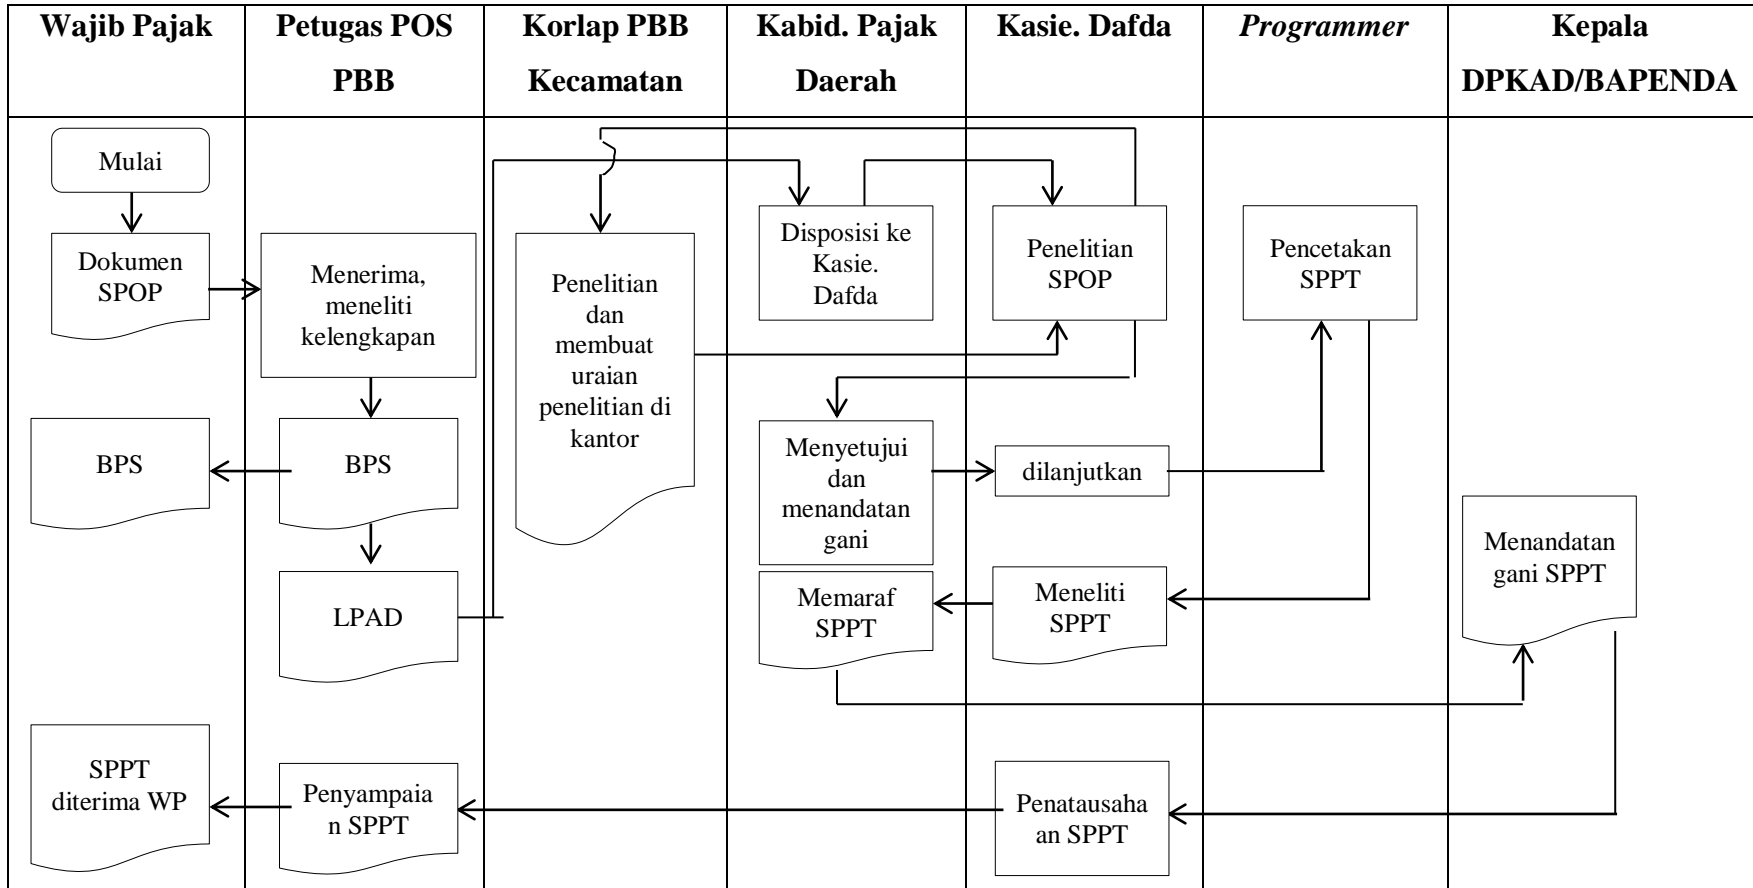 Wajib Pajak
Petugas POS
PBB
Korlap PBB
Kecamatan
Kabid. Pajak
Daerah
Kasie. Dafda
Programmer
Kepala
DPKAD/BAPENDA
Mulai
Dokumen
SPOP
Menerima,
meneliti
kelengkapan
Penelitian
dan
membuat
uraian
penelitian di
kantor
Disposisi ke
Kasie.
Dafda
Penelitian
SPOP
Pencetakan
SPPT
BPS
BPS
Menyetujui
dan
menandatan
gani
dilanjutkan
Menandatan
gani SPPT
LPAD
Memaraf
SPPT
Meneliti
SPPT
SPPT
diterima WP
Penyampaia
n SPPT
Penatausaha
an SPPT